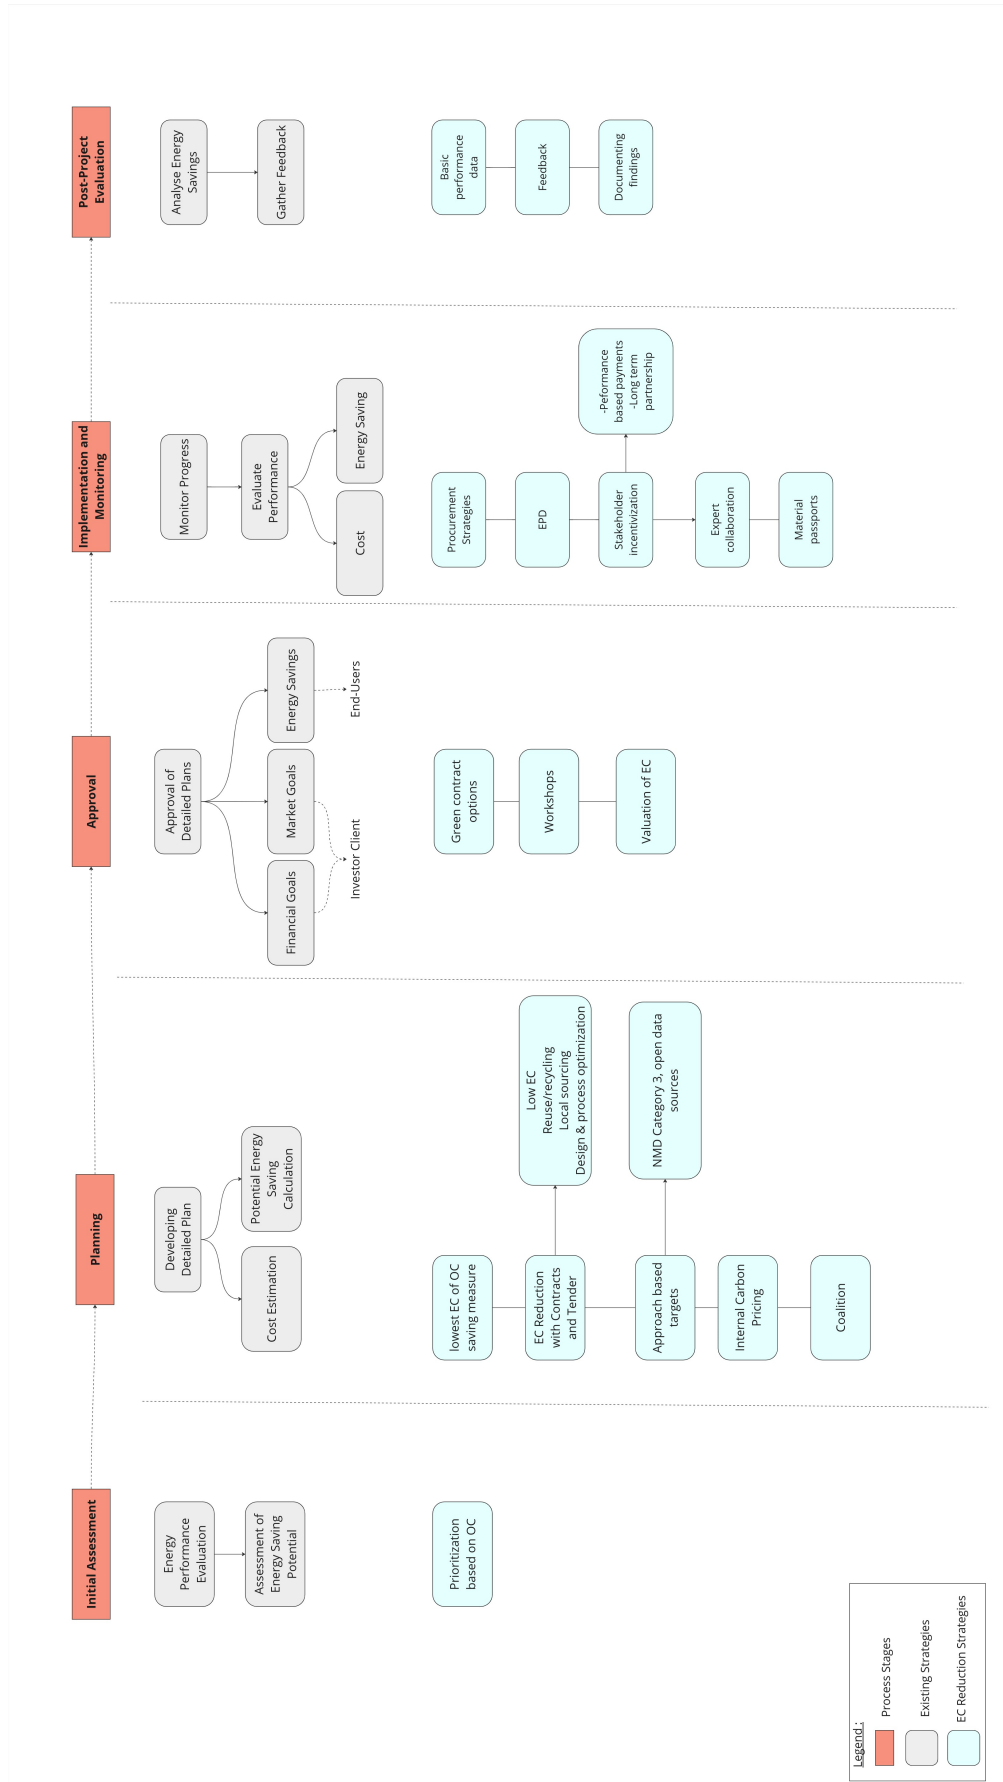 Initial Assessment
Planning
Approval
Implementation and
Monitoring
Post-Project
Evaluation
Energy
Performance
Evaluation
Assessment of
Energy Saving
Potential
Prioritization
based on OC
Developing
Detailed Plan
Cost Estimation
Potential Energy
Saving
Calculation
lowest EC of OC
saving measure
EC Reduction
with Contracts
and Tender
Low EC
Reuse/recycling
Local sourcing
Design & process optimization
Approach based
targets
NMD Category 3, open data
sources
Internal Carbon
Pricing
Coalition
Approval of
Detailed Plans
Financial Goals
Market Goals
Energy Savings
Investor Client
End-Users
Green contract
options
Workshops
Valuation of EC
Monitor Progress
Evaluate
Performance
Cost
Energy Saving
Procurement
Strategies
EPD
Stakeholder
incentivization
-Peformance
based payments
-Long term
partnership
Expert
collaboration
Material
passports
Analyse Energy
Savings
Gather Feedback
Basic
performance
data
Feedback
Documenting
findings
Legend :
Process Stages
Existing Strategies
EC Reduction Strategies